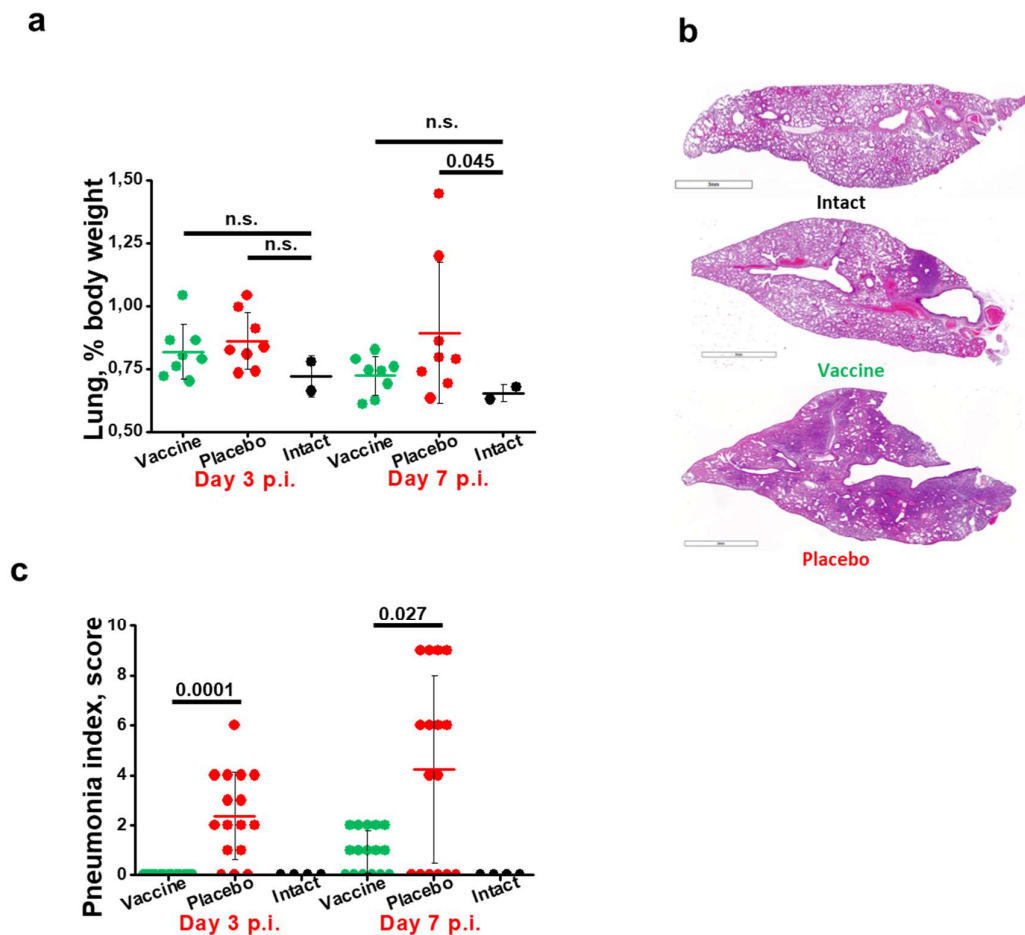 a
Lung, % body weight
1,50
1,25
1,00
0,75
0,50
n.s.
n.s.
n.s.
0.045
Vaccine Placebo Intact Vaccine Placebo Intact
Day 3 p.i. Day 7 p.i.
b
Intact
Vaccine
Placebo
c
Pneumonia index, score
10
8
6
4
2
0
0.0001
0.027
Vaccine Placebo Intact Vaccine Placebo Intact
Day 3 p.i. Day 7 p.i.